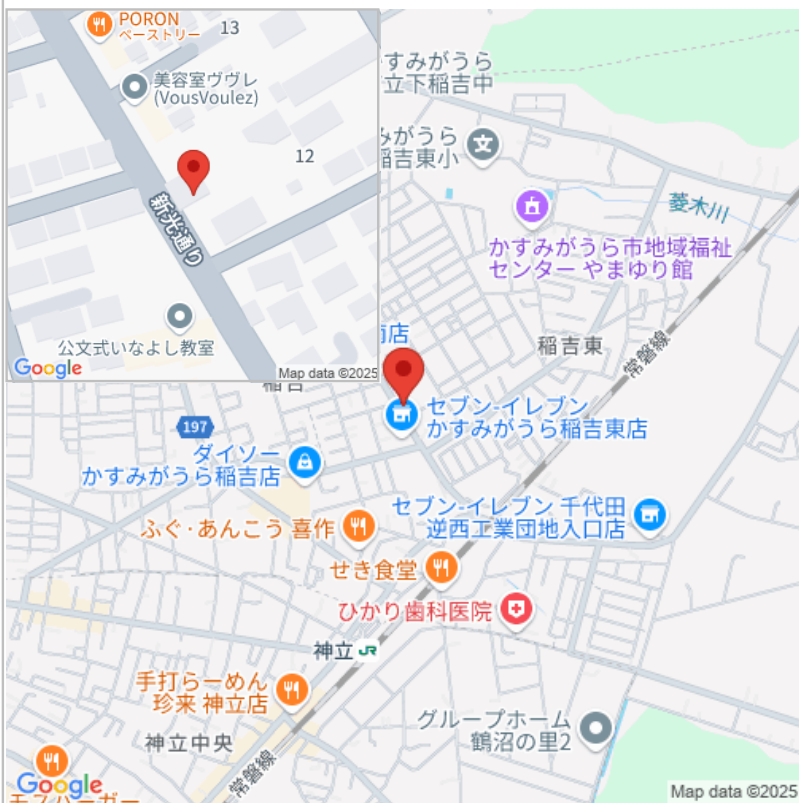 PORON
ペーストリー
13
美容室ヴヴレ
(VousVoulez)
12
新光通り
公文式いなよし教室
Google
Map data ©2025
すみがうら
立下稲吉中
みがうら
稲吉東小
菱木川
かすみがうら市地域福祉
センター やまゆり館
店
稲吉東
常磐線
稲吉
セブン-イレブン
かすみがうら稲吉東店
197
ダイソー
かすみがうら稲吉店
セブン-イレブン 千代田
逆西工業団地入口店
ふぐ・あんこう 喜作
せき食堂
ひかり歯科医院
神立 JR
手打らーめん
珍来 神立店
グループホーム
鶴沼の里2
神立中央
常磐線
モスバーガー
Google
Map data ©2025